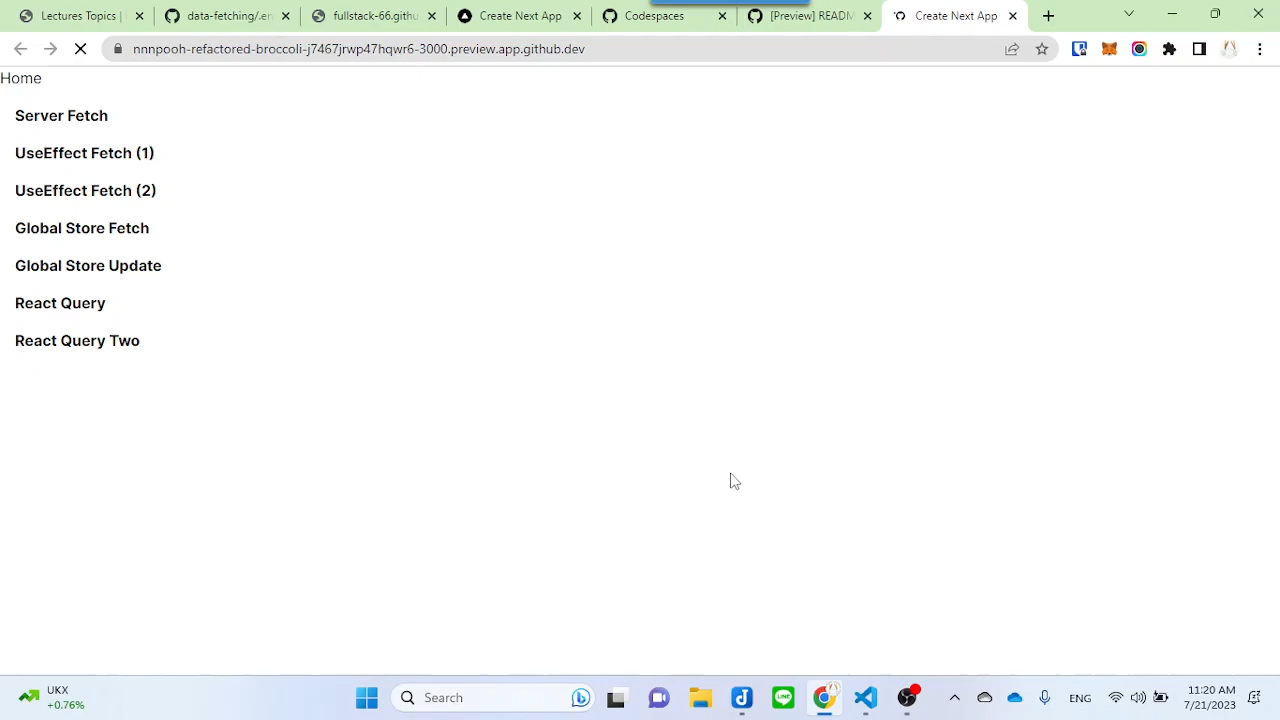 Lectures Topics |
data-fetching/.en
fullstack-66.githu
Create Next App
Codespaces
[Preview] READM
Create Next App
nnnpooh-refactored-broccoli-j7467jrwp47hqwr6-3000.preview.app.github.dev
Home
Server Fetch
UseEffect Fetch (1)
UseEffect Fetch (2)
Global Store Fetch
Global Store Update
React Query
React Query Two
UKX
+0.76%
Search
LINE
ENG
11:20 AM
7/21/2023